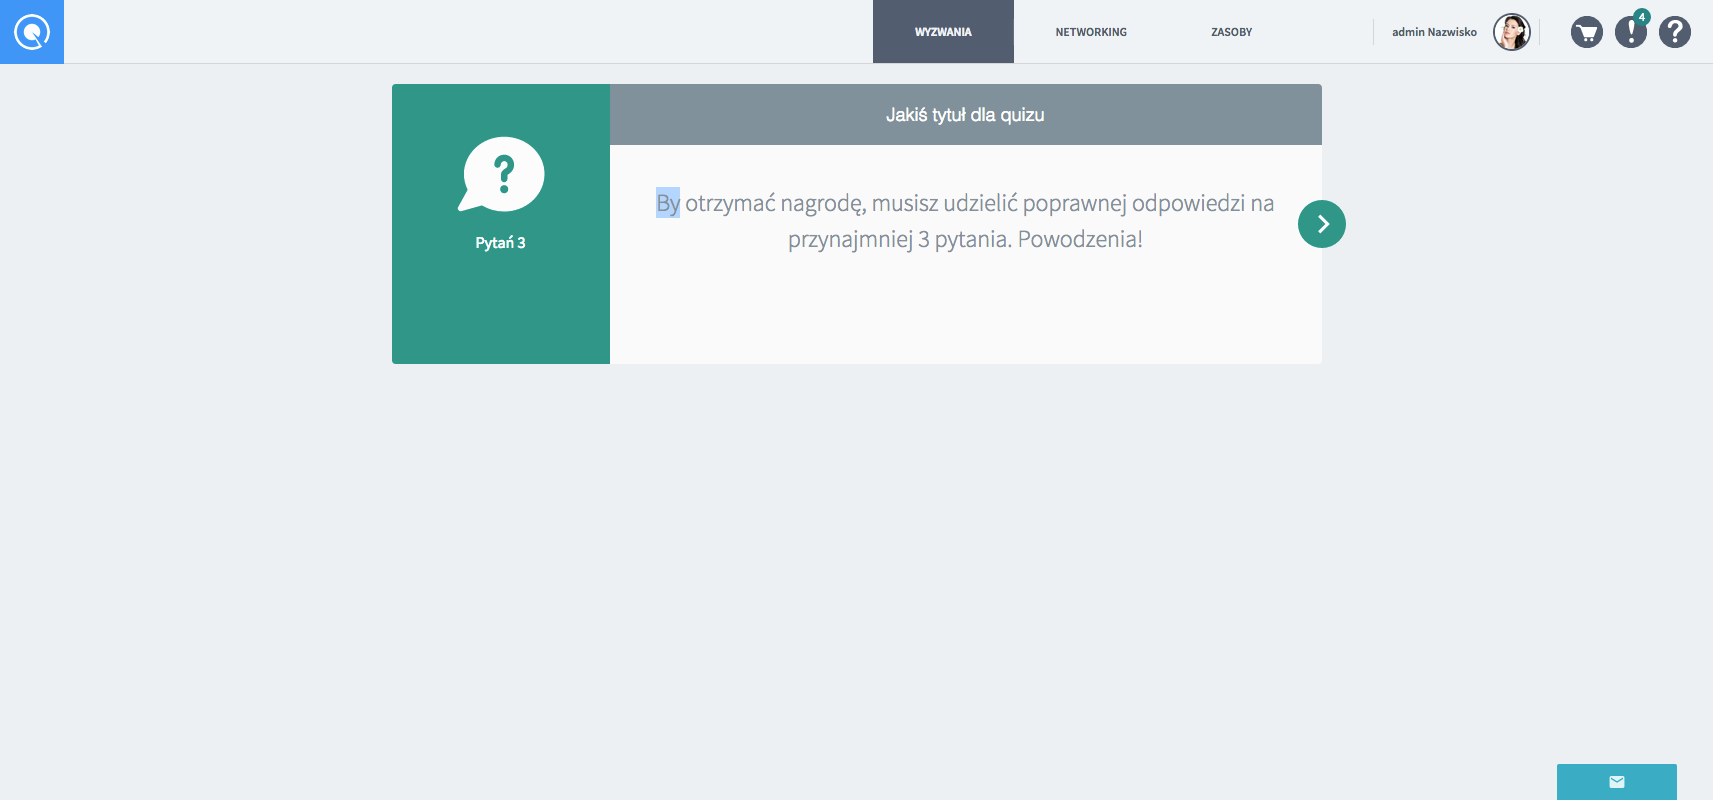 WYZWANIA
NETWORKING
ZASOBY
admin Nazwisko
4
Jakiś tytuł dla quizu
?
Pytań 3
By otrzymać nagrodę, musisz udzielić poprawnej odpowiedzi na
przynajmniej 3 pytania. Powodzenia!